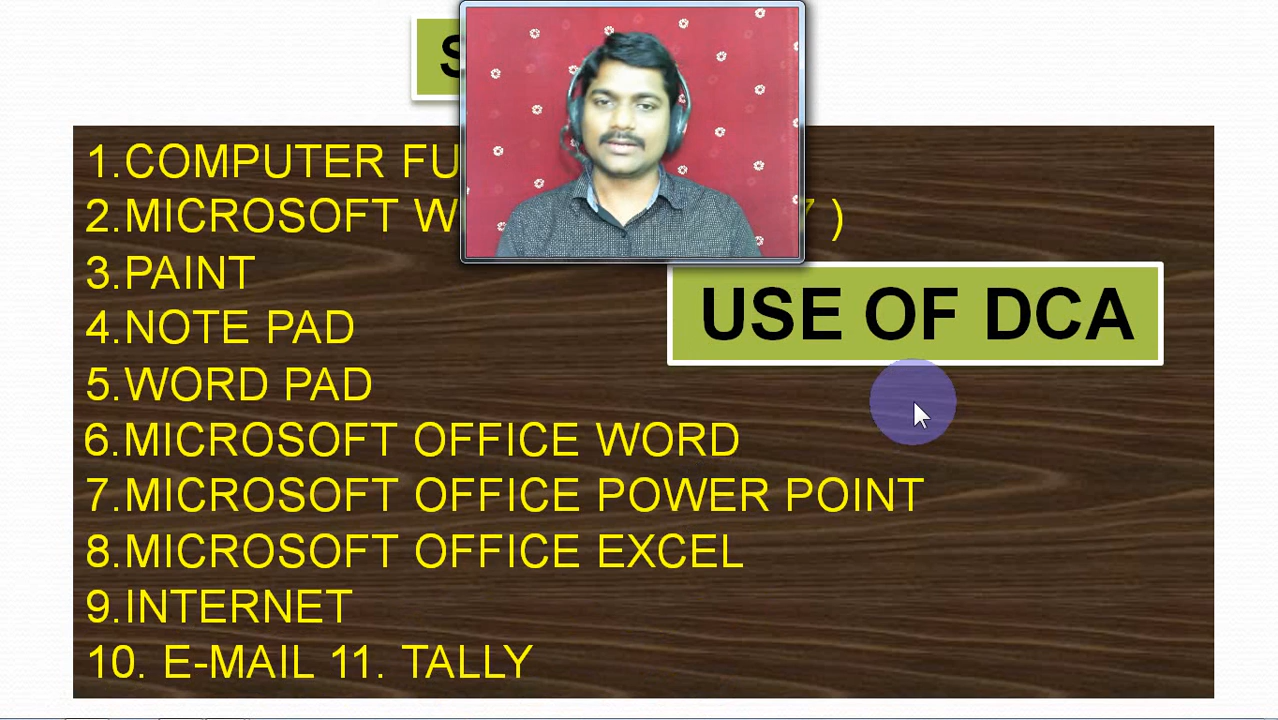 S
1.COMPUTER FU
2.MICROSOFT W 7 )
3.PAINT
4.NOTE PAD
USE OF DCA
5.WORD PAD
6.MICROSOFT OFFICE WORD
7.MICROSOFT OFFICE POWER POINT
8.MICROSOFT OFFICE EXCEL
9.INTERNET
10. E-MAIL 11. TALLY